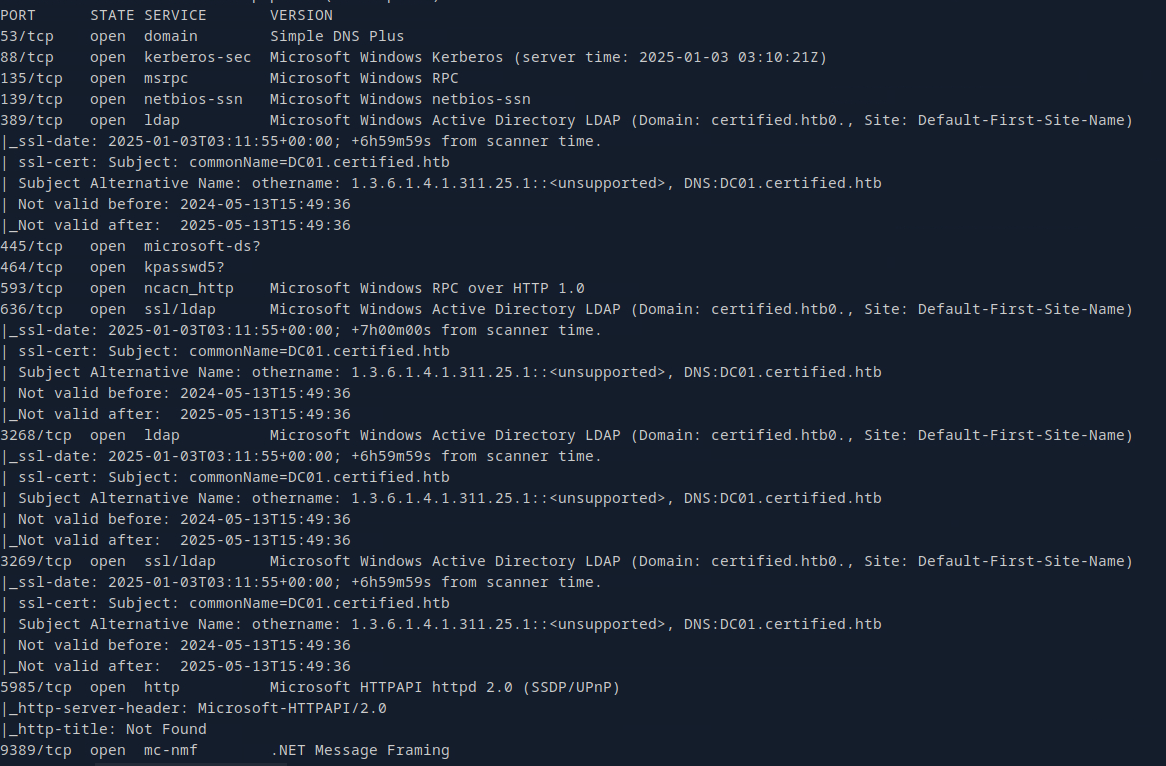 PORT STATE SERVICE VERSION
53/tcp open domain Simple DNS Plus
88/tcp open kerberos-sec Microsoft Windows Kerberos (server time: 2025-01-03 03:10:21Z)
135/tcp open msrpc Microsoft Windows RPC
139/tcp open netbios-ssn Microsoft Windows netbios-ssn
389/tcp open ldap Microsoft Windows Active Directory LDAP (Domain: certified.htb0., Site: Default-First-Site-Name)
|_ssl-date: 2025-01-03T03:11:55+00:00; +6h59m59s from scanner time.
| ssl-cert: Subject: commonName=DC01.certified.htb
| Subject Alternative Name: othername: 1.3.6.1.4.1.311.25.1::<unsupported>, DNS:DC01.certified.htb
| Not valid before: 2024-05-13T15:49:36
|_Not valid after: 2025-05-13T15:49:36
445/tcp open microsoft-ds?
464/tcp open kpasswd5?
593/tcp open ncacn_http Microsoft Windows RPC over HTTP 1.0
636/tcp open ssl/ldap Microsoft Windows Active Directory LDAP (Domain: certified.htb0., Site: Default-First-Site-Name)
|_ssl-date: 2025-01-03T03:11:55+00:00; +7h00m00s from scanner time.
| ssl-cert: Subject: commonName=DC01.certified.htb
| Subject Alternative Name: othername: 1.3.6.1.4.1.311.25.1::<unsupported>, DNS:DC01.certified.htb
| Not valid before: 2024-05-13T15:49:36
|_Not valid after: 2025-05-13T15:49:36
3268/tcp open ldap Microsoft Windows Active Directory LDAP (Domain: certified.htb0., Site: Default-First-Site-Name)
|_ssl-date: 2025-01-03T03:11:55+00:00; +6h59m59s from scanner time.
| ssl-cert: Subject: commonName=DC01.certified.htb
| Subject Alternative Name: othername: 1.3.6.1.4.1.311.25.1::<unsupported>, DNS:DC01.certified.htb
| Not valid before: 2024-05-13T15:49:36
|_Not valid after: 2025-05-13T15:49:36
3269/tcp open ssl/ldap Microsoft Windows Active Directory LDAP (Domain: certified.htb0., Site: Default-First-Site-Name)
|_ssl-date: 2025-01-03T03:11:55+00:00; +6h59m59s from scanner time.
| ssl-cert: Subject: commonName=DC01.certified.htb
| Subject Alternative Name: othername: 1.3.6.1.4.1.311.25.1::<unsupported>, DNS:DC01.certified.htb
| Not valid before: 2024-05-13T15:49:36
|_Not valid after: 2025-05-13T15:49:36
5985/tcp open http Microsoft HTTPAPI httpd 2.0 (SSDP/UPnP)
|_http-server-header: Microsoft-HTTPAPI/2.0
|_http-title: Not Found
9389/tcp open mc-nmf .NET Message Framing